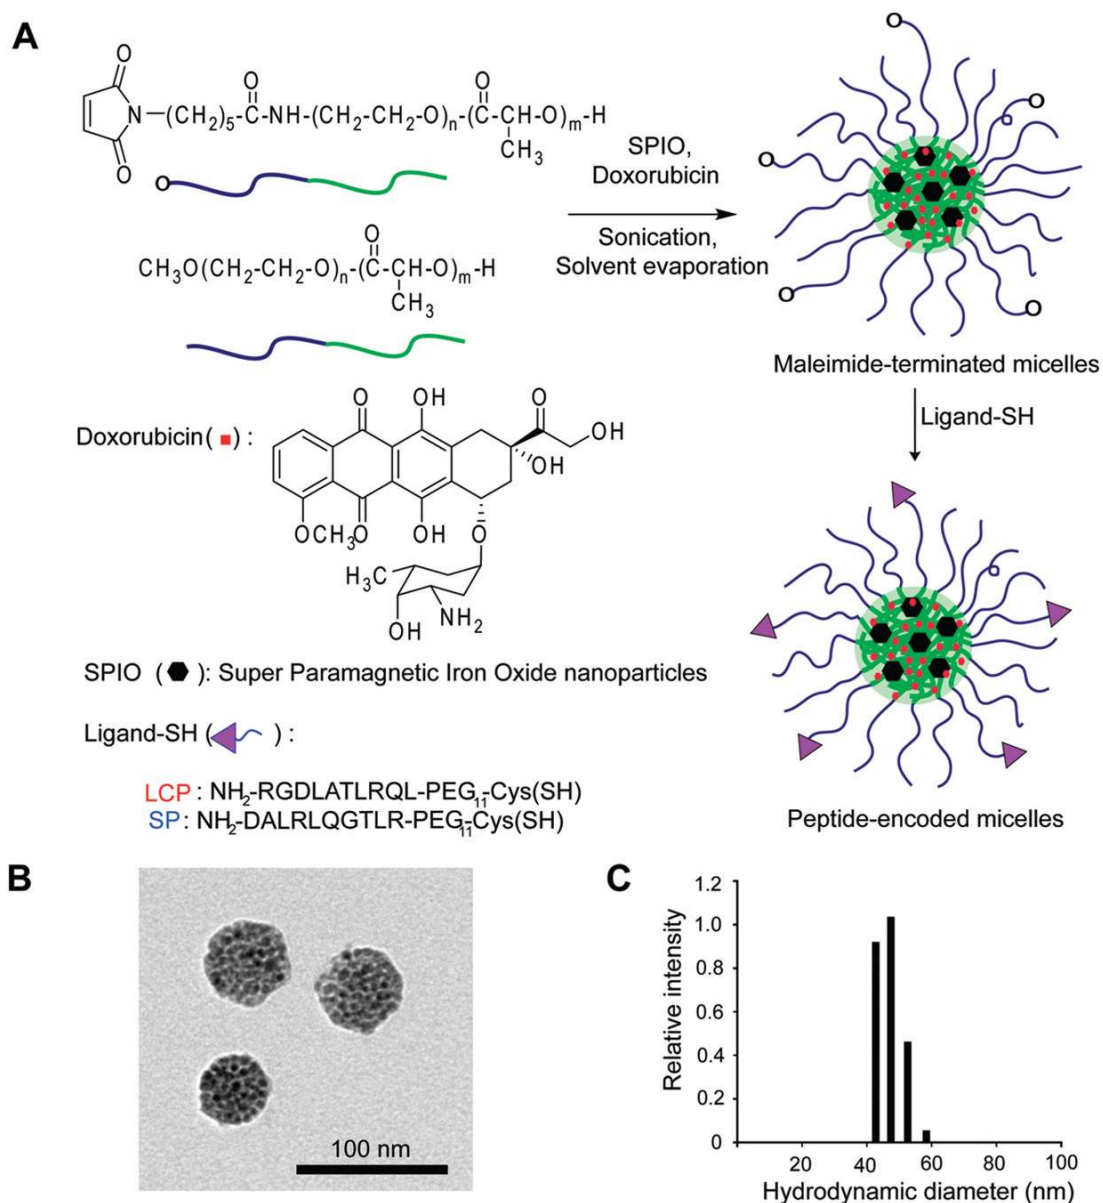 A
O
O
O
N-(CH2)5-C-NH-(CH2-CH2-O)n-(C-CH-O)m-H
O
CH3
O
SPIO,
Doxorubicin
Sonication,
Solvent evaporation
O
CH3O(CH2-CH2-O)n-(C-CH-O)m-H
CH3
O
O
O
O
O
Maleimide-terminated micelles
Ligand-SH
Doxorubicin( ) :
O OH O
OH
OH
OCH3O OH O
H3C
NH2
OH
SPIO ( ): Super Paramagnetic Iron Oxide nanoparticles
Ligand-SH ( ) :
LCP : NH2-RGDLATLRQL-PEG11-Cys(SH)
SP : NH2-DALRLQGTLR-PEG11-Cys(SH)
Peptide-encoded micelles
B
100 nm
C
Relative intensity
1.2
1.0
0.8
0.6
0.4
0.2
0
20 40 60 80 100
Hydrodynamic diameter (nm)